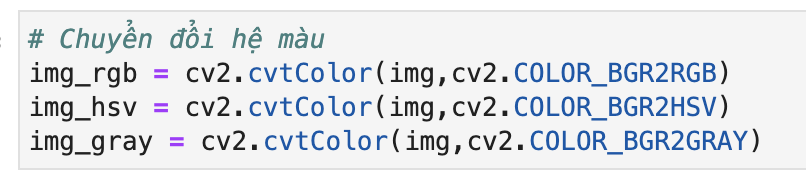 # Chuyển đổi hệ màu
img_rgb = cv2.cvtColor(img,cv2.COLOR_BGR2RGB)
img_hsv = cv2.cvtColor(img,cv2.COLOR_BGR2HSV)
img_gray = cv2.cvtColor(img,cv2.COLOR_BGR2GRAY)